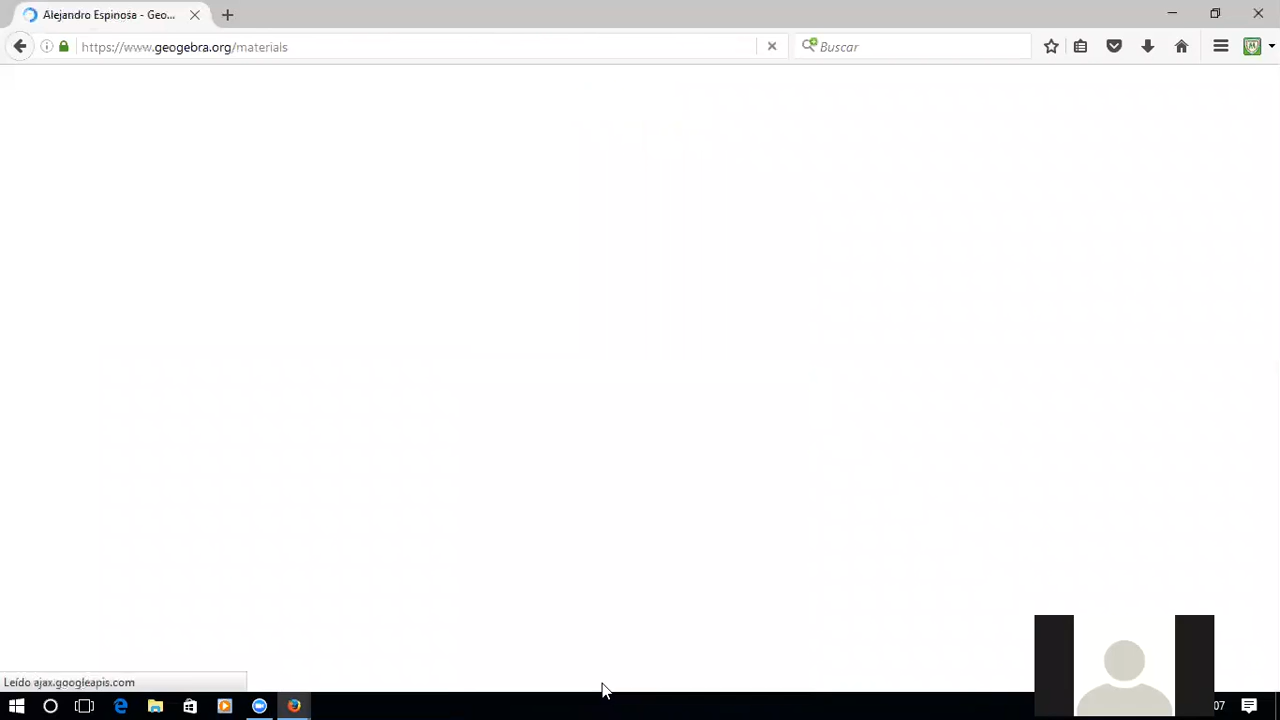 Alejandro Espinosa - Geo...
https://www.geogebra.org/materials
Buscar
Leído ajax.googleapis.com
07